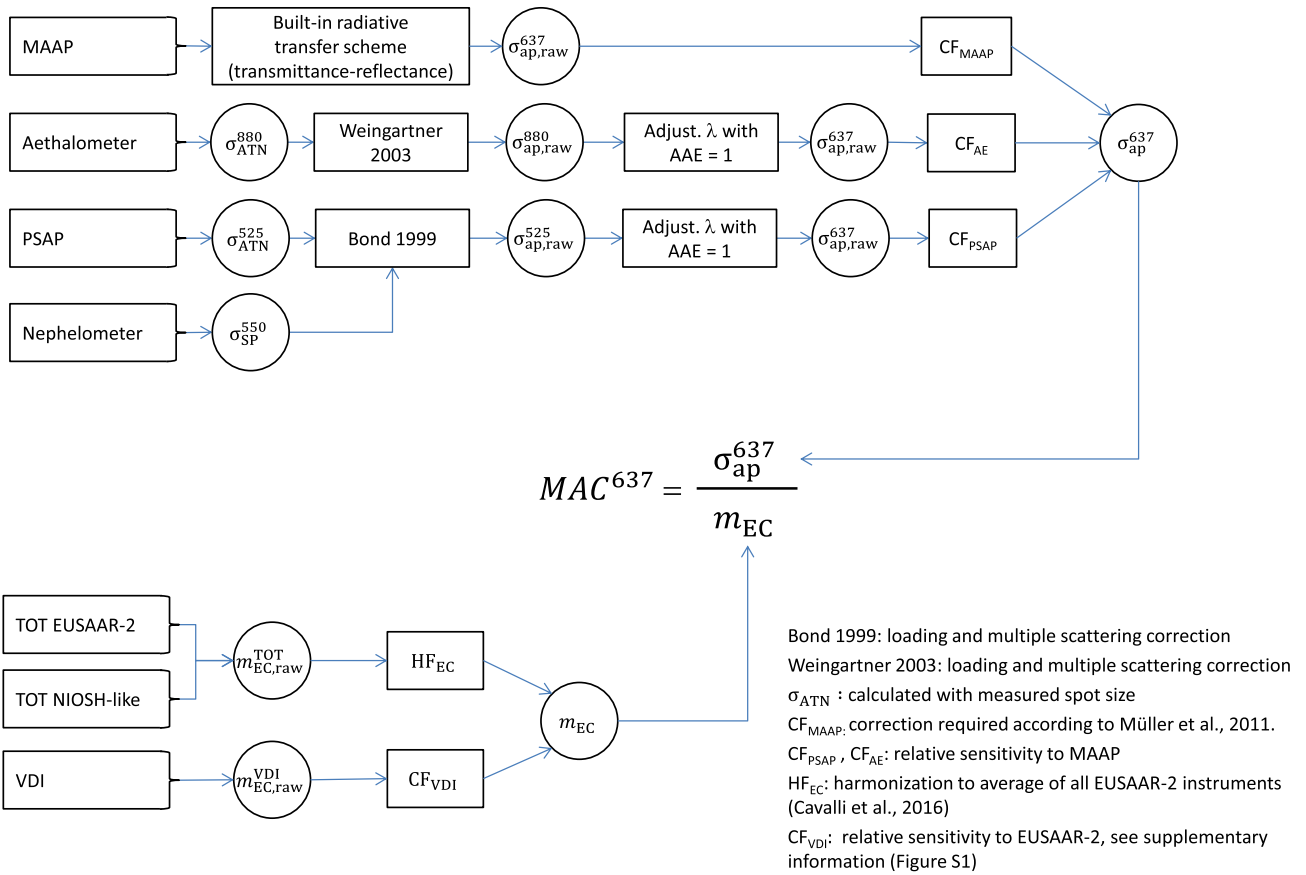 MAAP
Built-in radiative
transfer scheme
(transmittance-reflectance)
σ637ap,raw
CFMAAP
Aethalometer
σ880ATN
Weingartner
2003
σ880ap,raw
Adjust. λ with
AAE = 1
σ637ap,raw
CFAE
σ637ap
PSAP
σ525ATN
Bond 1999
σ525ap,raw
Adjust. λ with
AAE = 1
σ637ap,raw
CFPSAP
Nephelometer
σ550SP
MAC637 = σ637ap
mEC
TOT EUSAAR-2
TOT NIOSH-like
mTOTEC,raw
HFEC
mEC
VDI
mVDIEC,raw
CFVDI
Bond 1999: loading and multiple scattering correction
Weingartner 2003: loading and multiple scattering correction
σATN : calculated with measured spot size
CFMAAP: correction required according to Müller et al., 2011.
CFPSAP , CFAE: relative sensitivity to MAAP
HFEC: harmonization to average of all EUSAAR-2 instruments
(Cavalli et al., 2016)
CFVDI: relative sensitivity to EUSAAR-2, see supplementary
information (Figure S1)